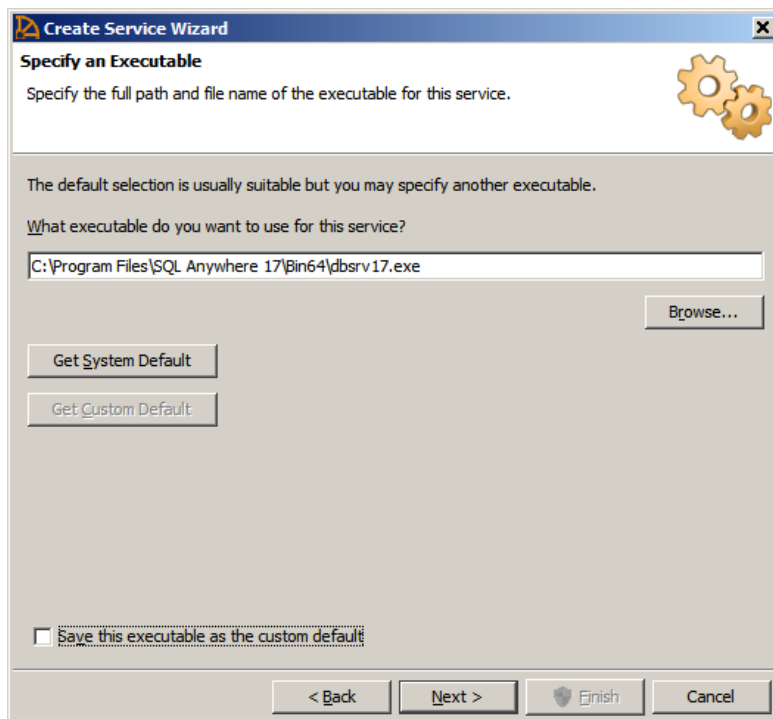 Create Service Wizard
Specify an Executable
Specify the full path and file name of the executable for this service.
The default selection is usually suitable but you may specify another executable.
What executable do you want to use for this service?
C:\Program Files\SQL Anywhere 17\Bin64\dbsrv17.exe
Browse...
Get System Default
Get Custom Default
Save this executable as the custom default
< Back Next > Finish Cancel